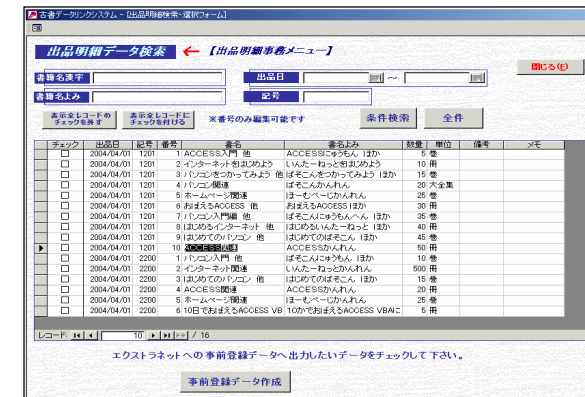 古書データリンクシステム - [出品明細検索・選択フォーム]
出品明細データ検索 ← 【出品明細事務メニュー】
閉じる(E)
書籍名漢字 出品日 ～
書籍名よみ 記号
表示全レコードのチェックを外す 表示全レコードにチェックを付ける ※番号のみ編集可能です 条件検索 全件
チェック 出品日 記号 番号 書名 書名よみ 数量 単位 備考 メモ
2004/04/01 1201 1 ACCESS入門 他 ACCESSにゅうもん ほか 5 巻
2004/04/01 1201 2 インターネットをはじめよう いんたーねっとをはじめよう 10 冊
2004/04/01 1201 3 パソコンをつかってみよう 他 ぱそこんをつかってみよう ほか 15 巻
2004/04/01 1201 4 パソコン関連 ぱそこんかんれん 20 大全集
2004/04/01 1201 5 ホームページ関連 ほーむぺーじかんれん 25 巻
2004/04/01 1201 6 おぼえるACCESS 他 おぼえるACCESS ほか 30 冊
2004/04/01 1201 7 パソコン入門編 他 ぱそこんにゅうもんへん ほか 35 巻
2004/04/01 1201 8 はじめるインターネット 他 はじめるいんたーねっと ほか 40 冊
2004/04/01 1201 9 はじめてのパソコン 他 はじめてのぱそこん ほか 45 巻
2004/04/01 1201 10 ACCESS関連 ACCESSかんれん 50 冊
2004/04/01 2200 1 パソコン入門 他 ぱそこんにゅうもん ほか 10 巻
2004/04/01 2200 2 インターネット関連 いんたーねっとかんれん 500 冊
2004/04/01 2200 3 はじめてのパソコン 他 はじめてのぱそこん ほか 15 巻
2004/04/01 2200 4 ACCESS関連 ACCESSかんれん 20 冊
2004/04/01 2200 5 ホームページ関連 ほーむぺーじかんれん 25 巻
2004/04/01 2200 6 10日でおぼえるACCESS VB 10かでおぼえるACCESS VBAに 5 冊
レコード: 10 / 16
エクストラネットへの事前登録データへ出力したいデータをチェックして下さい。
事前登録データ作成